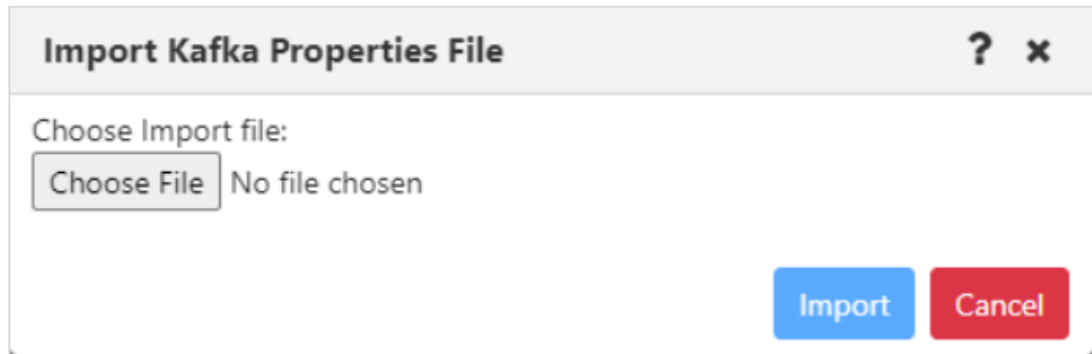 Import Kafka Properties File ? ×
Choose Import file:
Choose File No file chosen
Import Cancel